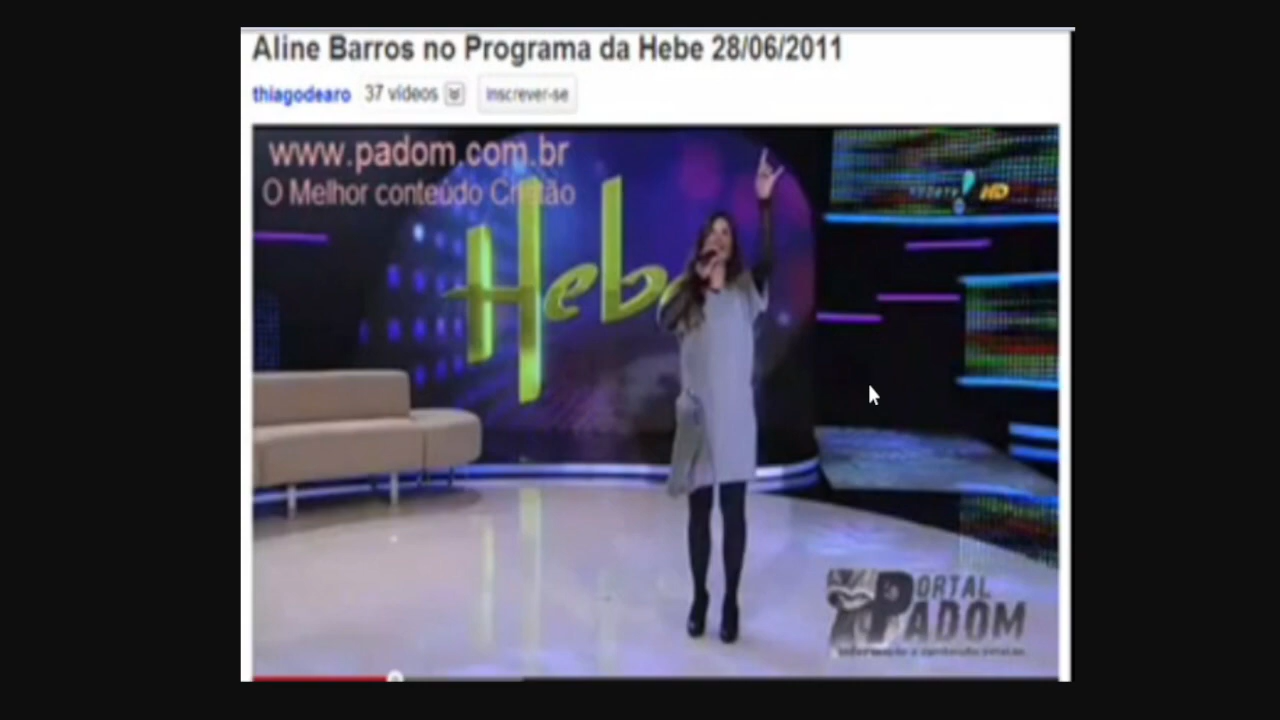 Aline Barros no Programa da Hebe 28/06/2011
thiagodearo 37 vídeos inscrever-se
www.padom.com.br
O Melhor conteúdo Cristão
HD
Hebe
PORTAL
PADOM